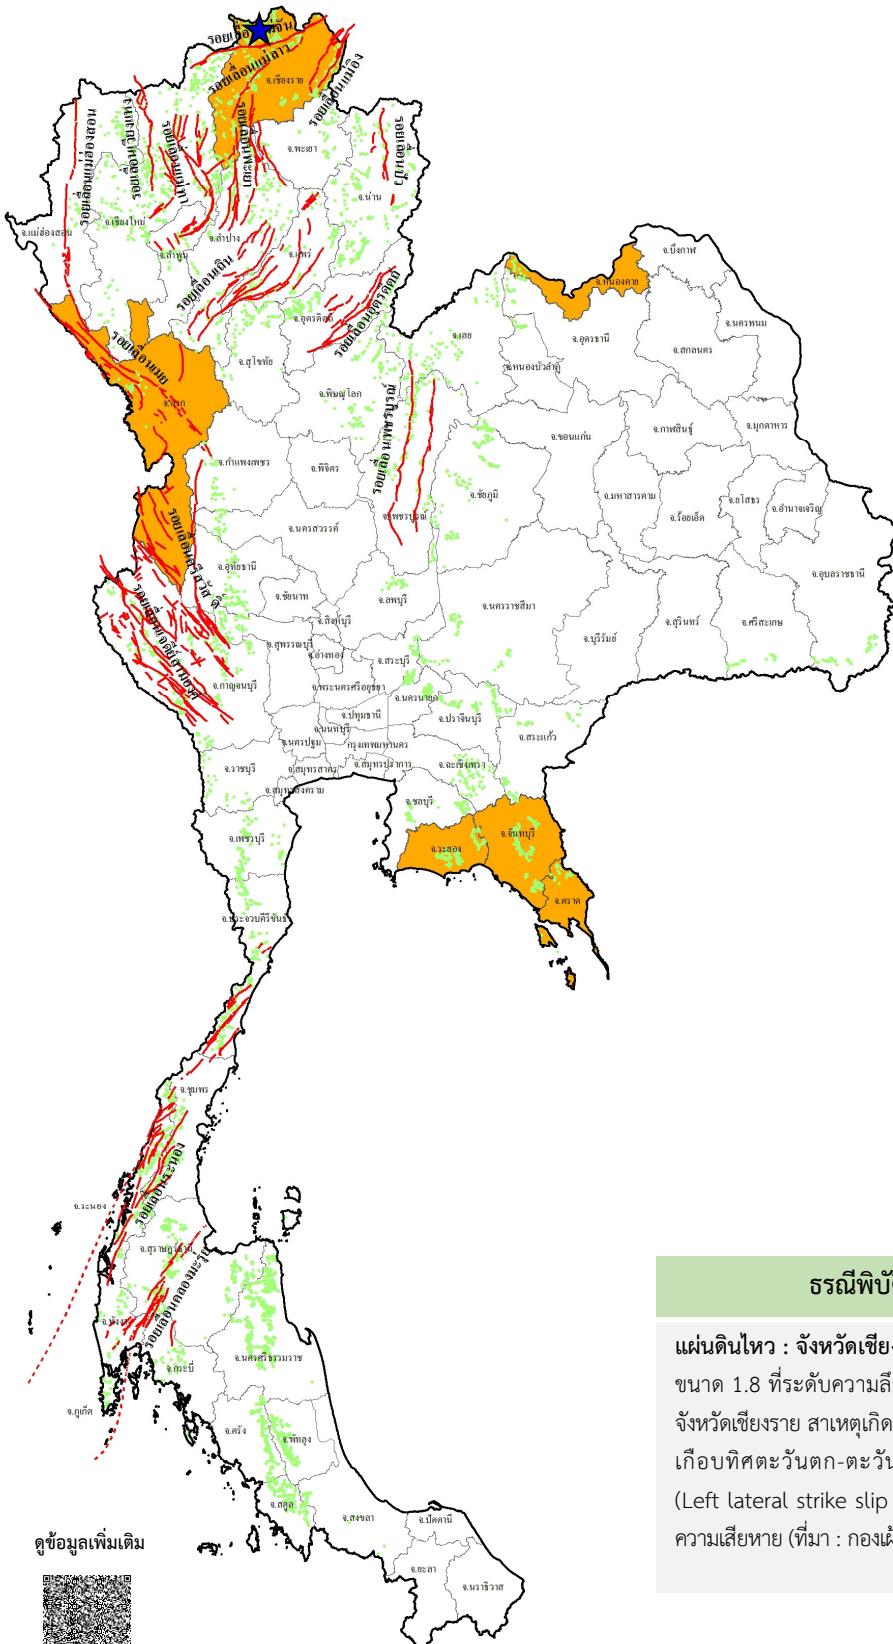 รอยเลื่อนแม่จัน
รอยเลื่อนแม่ลาว
จ.เชียงราย
รอยเลื่อนแม่อิง
รอยเลื่อนแม่ฮ่องสอน
รอยเลื่อนเวียงแหง
รอยเลื่อนแม่ทา
รอยเลื่อนพะเยา
จ.พะเยา
รอยเลื่อนปัว
จ.น่าน
จ.แม่ฮ่องสอน
จ.เชียงใหม่
จ.ลำพูน
จ.ลำปาง
จ.แพร่
รอยเลื่อนเถิน
จ.อุตรดิตถ์
รอยเลื่อนอุตรดิตถ์
จ.บึงกาฬ
จ.หนองคาย
จ.นครพนม
จ.เลย
จ.อุดรธานี
จ.สกลนคร
จ.หนองบัวลำภู
รอยเลื่อนเมย
จ.ตาก
จ.สุโขทัย
จ.พิษณุโลก
รอยเลื่อนเพชรบูรณ์
จ.ขอนแก่น
จ.กาฬสินธุ์
จ.มุกดาหาร
จ.กำแพงเพชร
จ.พิจิตร
จ.เพชรบูรณ์
จ.ชัยภูมิ
จ.มหาสารคาม
จ.ร้อยเอ็ด
จ.ยโสธร
จ.อำนาจเจริญ
จ.นครสวรรค์
รอยเลื่อนศรีสวัสดิ์
จ.อุทัยธานี
จ.ชัยนาท
จ.ลพบุรี
จ.นครราชสีมา
จ.บุรีรัมย์
จ.สุรินทร์
จ.ศรีสะเกษ
จ.อุบลราชธานี
รอยเลื่อนเจดีย์สามองค์
จ.สิงห์บุรี
จ.สุพรรณบุรี
จ.อ่างทอง
จ.สระบุรี
จ.กาญจนบุรี
จ.พระนครศรีอยุธยา
จ.นครนายก
จ.ปทุมธานี
จ.ปราจีนบุรี
จ.นนทบุรี
จ.สระแก้ว
จ.นครปฐม
กรุงเทพมหานคร
จ.ราชบุรี
จ.สมุทรสาคร
จ.สมุทรปราการ
จ.ฉะเชิงเทรา
จ.สมุทรสงคราม
จ.ชลบุรี
จ.เพชรบุรี
จ.ระยอง
จ.จันทบุรี
จ.ตราด
จ.ประจวบคีรีขันธ์
จ.ชุมพร
รอยเลื่อนระนอง
จ.ระนอง
จ.สุราษฎร์ธานี
รอยเลื่อนคลองมะรุ่ย
จ.พังงา
จ.กระบี่
จ.นครศรีธรรมราช
จ.ภูเก็ต
จ.ตรัง
จ.พัทลุง
จ.สตูล
จ.สงขลา
จ.ปัตตานี
จ.ยะลา
จ.นราธิวาส
ธรณีพิบั
แผ่นดินไหว : จังหวัดเชียง
ขนาด 1.8 ที่ระดับความลึ
จังหวัดเชียงราย สาเหตุเกิด
เกือบทิศตะวันตก-ตะวัน
(Left lateral strike slip
ความเสียหาย (ที่มา : กองเฝ้
ดูข้อมูลเพิ่มเติม